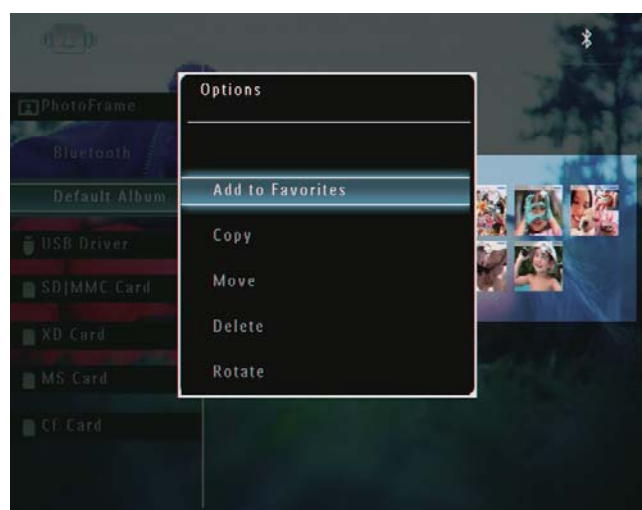 Options
Add to Favorites
Copy
Move
Delete
Rotate
PhotoFrame
Bluetooth
Default Album
USB Driver
SD|MMC Card
XD Card
MS Card
CF Card